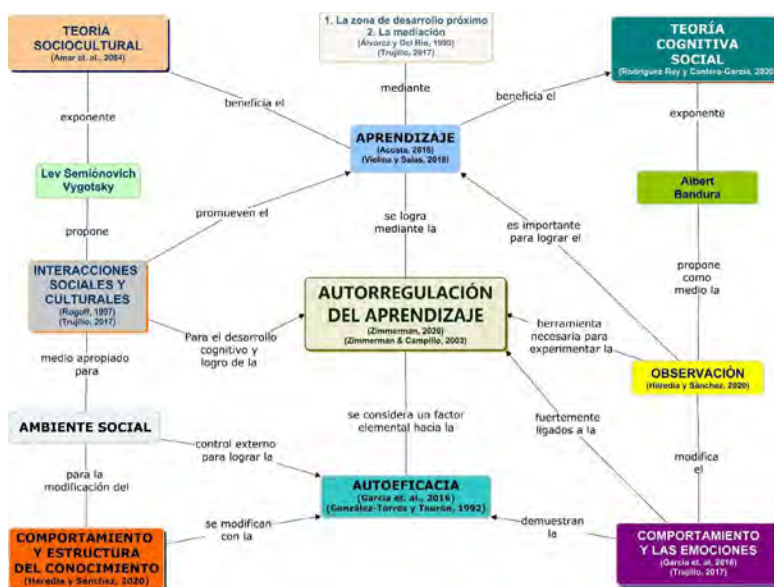 TEORÍA
SOCIOCULTURAL
(Amar et. al., 2004)
1. La zona de desarrollo próximo
2. La mediación
(Álvarez y Del Río, 1990)
(Trujillo, 2017)
TEORÍA
COGNITIVA
SOCIAL
(Rodríguez Rey y Cantero-García, 2020)
beneficia el
mediante
beneficia el
exponente
exponente
APRENDIZAJE
(Acosta, 2018)
(Vielma y Salas, 2018)
Lev Semiónovich
Vygotsky
Albert
Bandura
promueven el
se logra
mediante la
es importante
para lograr el
propone
propone
como
medio la
INTERACCIONES
SOCIALES Y
CULTURALES
(Rogoff, 1997)
(Trujillo, 2017)
AUTORREGULACIÓN
DEL APRENDIZAJE
(Zimmerman, 2020)
(Zimmerman & Campillo, 2003)
Para el desarrollo
cognitivo y
logro de la
herramienta
necesaria para
experimentar la
OBSERVACIÓN
(Heredia y Sánchez, 2020)
medio apropiado
para
AMBIENTE SOCIAL
se considera un factor
elemental hacia la
fuertemente
ligados a la
control externo
para lograr la
modifica
el
para la
modificación del
AUTOEFICACIA
(García et. al., 2016)
(González-Torres y Tourón, 1992)
COMPORTAMIENTO
Y ESTRUCTURA
DEL CONOCIMIENTO
(Heredia y Sánchez, 2020)
se modifican
con la
demuestran
la
COMPORTAMIENTO
Y LAS EMOCIONES
(García et. al, 2016)
(Trujillo, 2017)